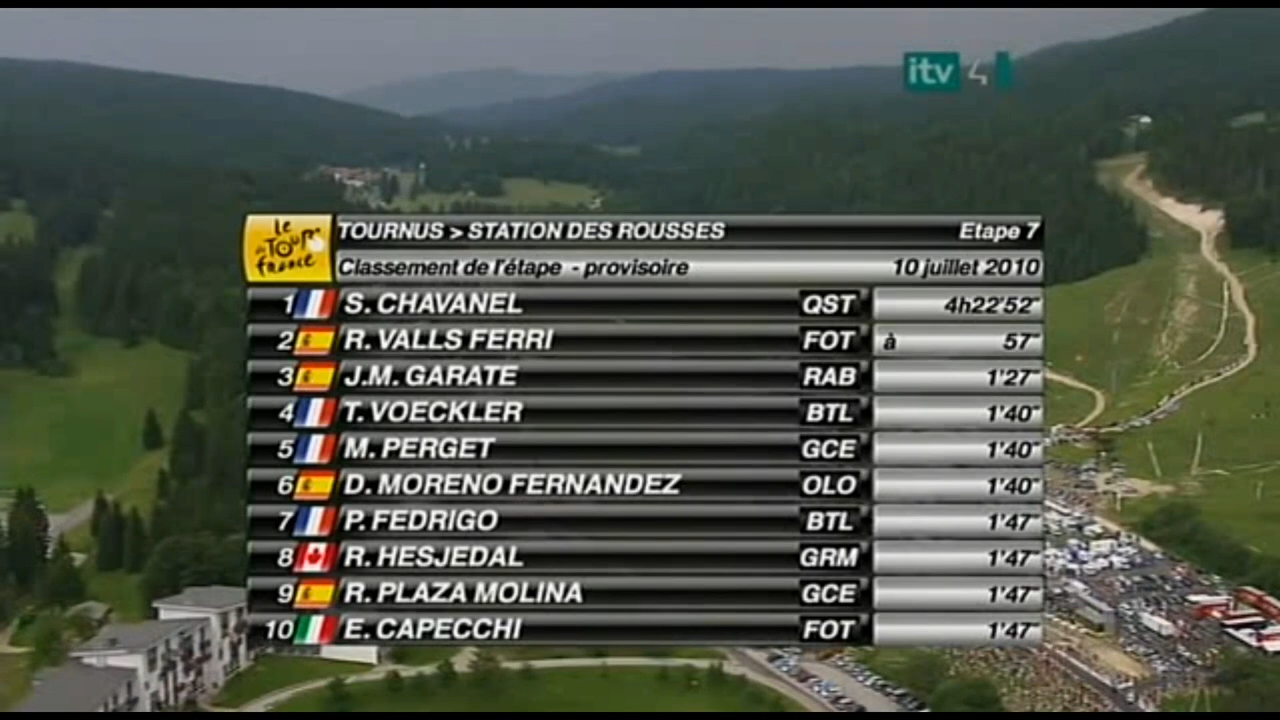 itv 4
le TOUR de france
TOURNUS > STATION DES ROUSSES Etape 7
Classement de l'étape - provisoire 10 juillet 2010
1 S. CHAVANEL QST 4h22'52"
2 R. VALLS FERRI FOT à 57"
3 J.M. GARATE RAB 1'27"
4 T. VOECKLER BTL 1'40"
5 M. PERGET GCE 1'40"
6 D. MORENO FERNANDEZ OLO 1'40"
7 P. FEDRIGO BTL 1'47"
8 R. HESJEDAL GRM 1'47"
9 R. PLAZA MOLINA GCE 1'47"
10 E. CAPECCHI FOT 1'47"